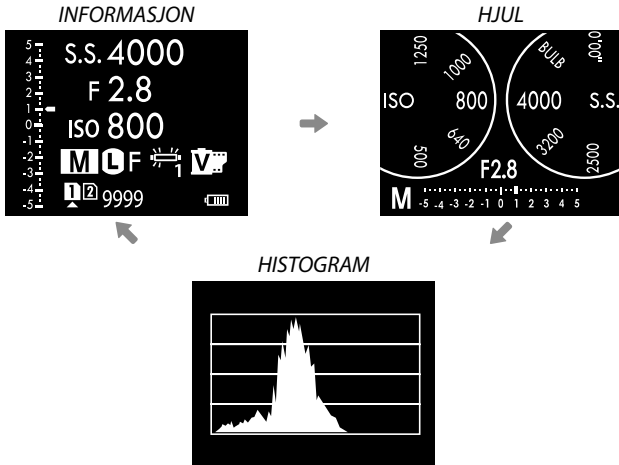 INFORMASJON
5
4
3
2
1
0
-1
-2
-3
-4
-5
S.S. 4000
F 2.8
ISO 800
M L F 1 V
1 2 9999
HJUL
1250
1000
ISO 800
640
500
BULB
4000 S.S.
3200
2500
F2.8
M -5 -4 -3 -2 -1 0 1 2 3 4 5
HISTOGRAM